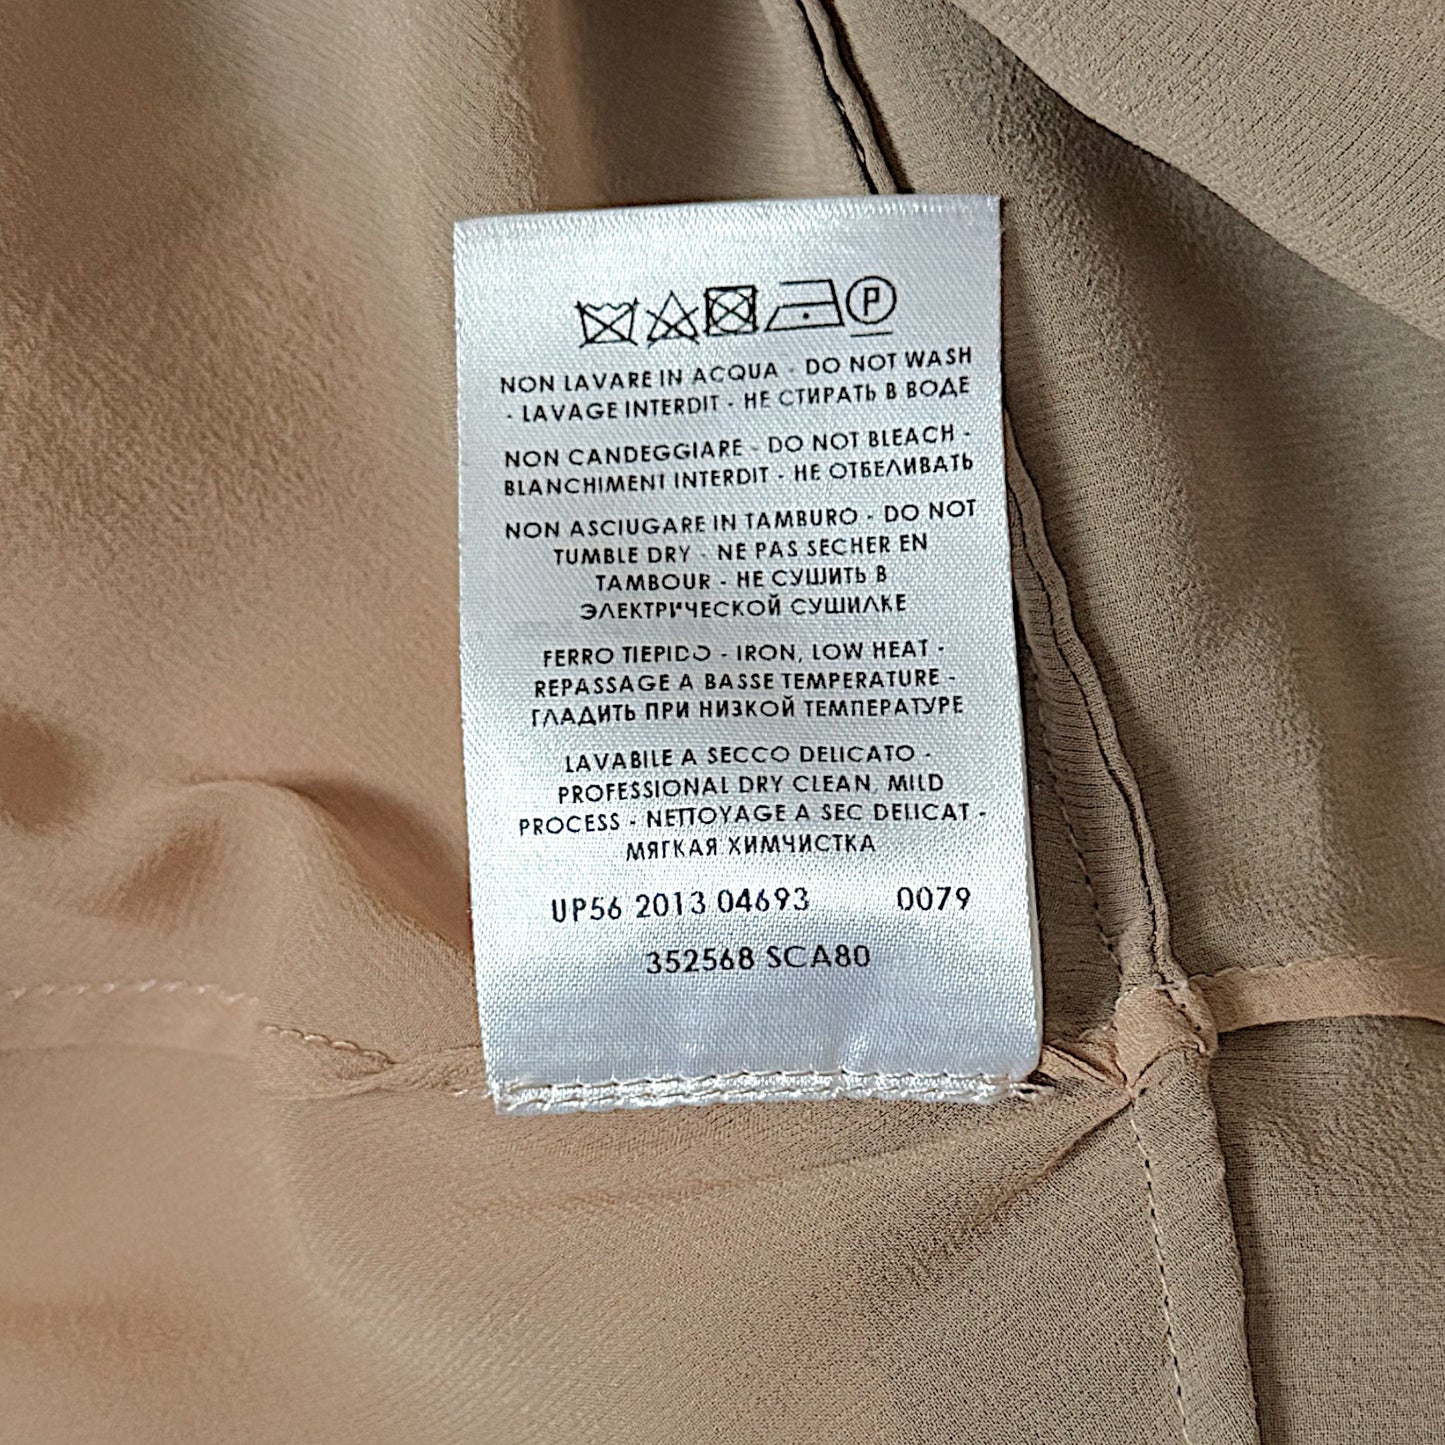 P
NON LAVARE IN ACQUA - DO NOT WASH
- LAVAGE INTERDIT - НЕ СТИРАТЬ В ВОДЕ
NON CANDEGGIARE - DO NOT BLEACH -
BLANCHIMENT INTERDIT - НЕ ОТБЕЛИВАТЬ
NON ASCIUGARE IN TAMBURO - DO NOT
TUMBLE DRY - NE PAS SECHER EN
TAMBOUR - НЕ СУШИТЬ В
ЭЛЕКТРИЧЕСКОЙ СУШИЛКЕ
FERRO TIEPIDO - IRON, LOW HEAT -
REPASSAGE A BASSE TEMPERATURE -
ГЛАДИТЬ ПРИ НИЗКОЙ ТЕМПЕРАТУРЕ
LAVABILE A SECCO DELICATO -
PROFESSIONAL DRY CLEAN, MILD
PROCESS - NETTOYAGE A SEC DELICAT -
МЯГКАЯ ХИМЧИСТКА
UP56 2013 04693 0079
352568 SCA80